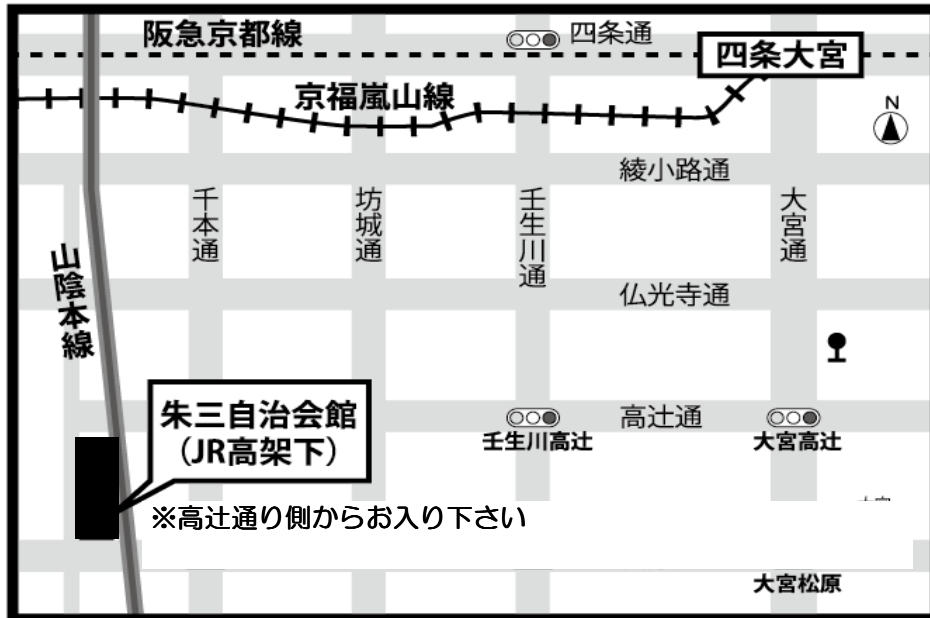 阪急京都線
四条通
四条大宮
京福嵐山線
N
綾小路通
千本通
坊城通
壬生川通
大宮通
山陰本線
仏光寺通
朱三自治会館
（JR高架下）
高辻通
壬生川高辻
大宮高辻
※高辻通り側からお入り下さい
大宮松原